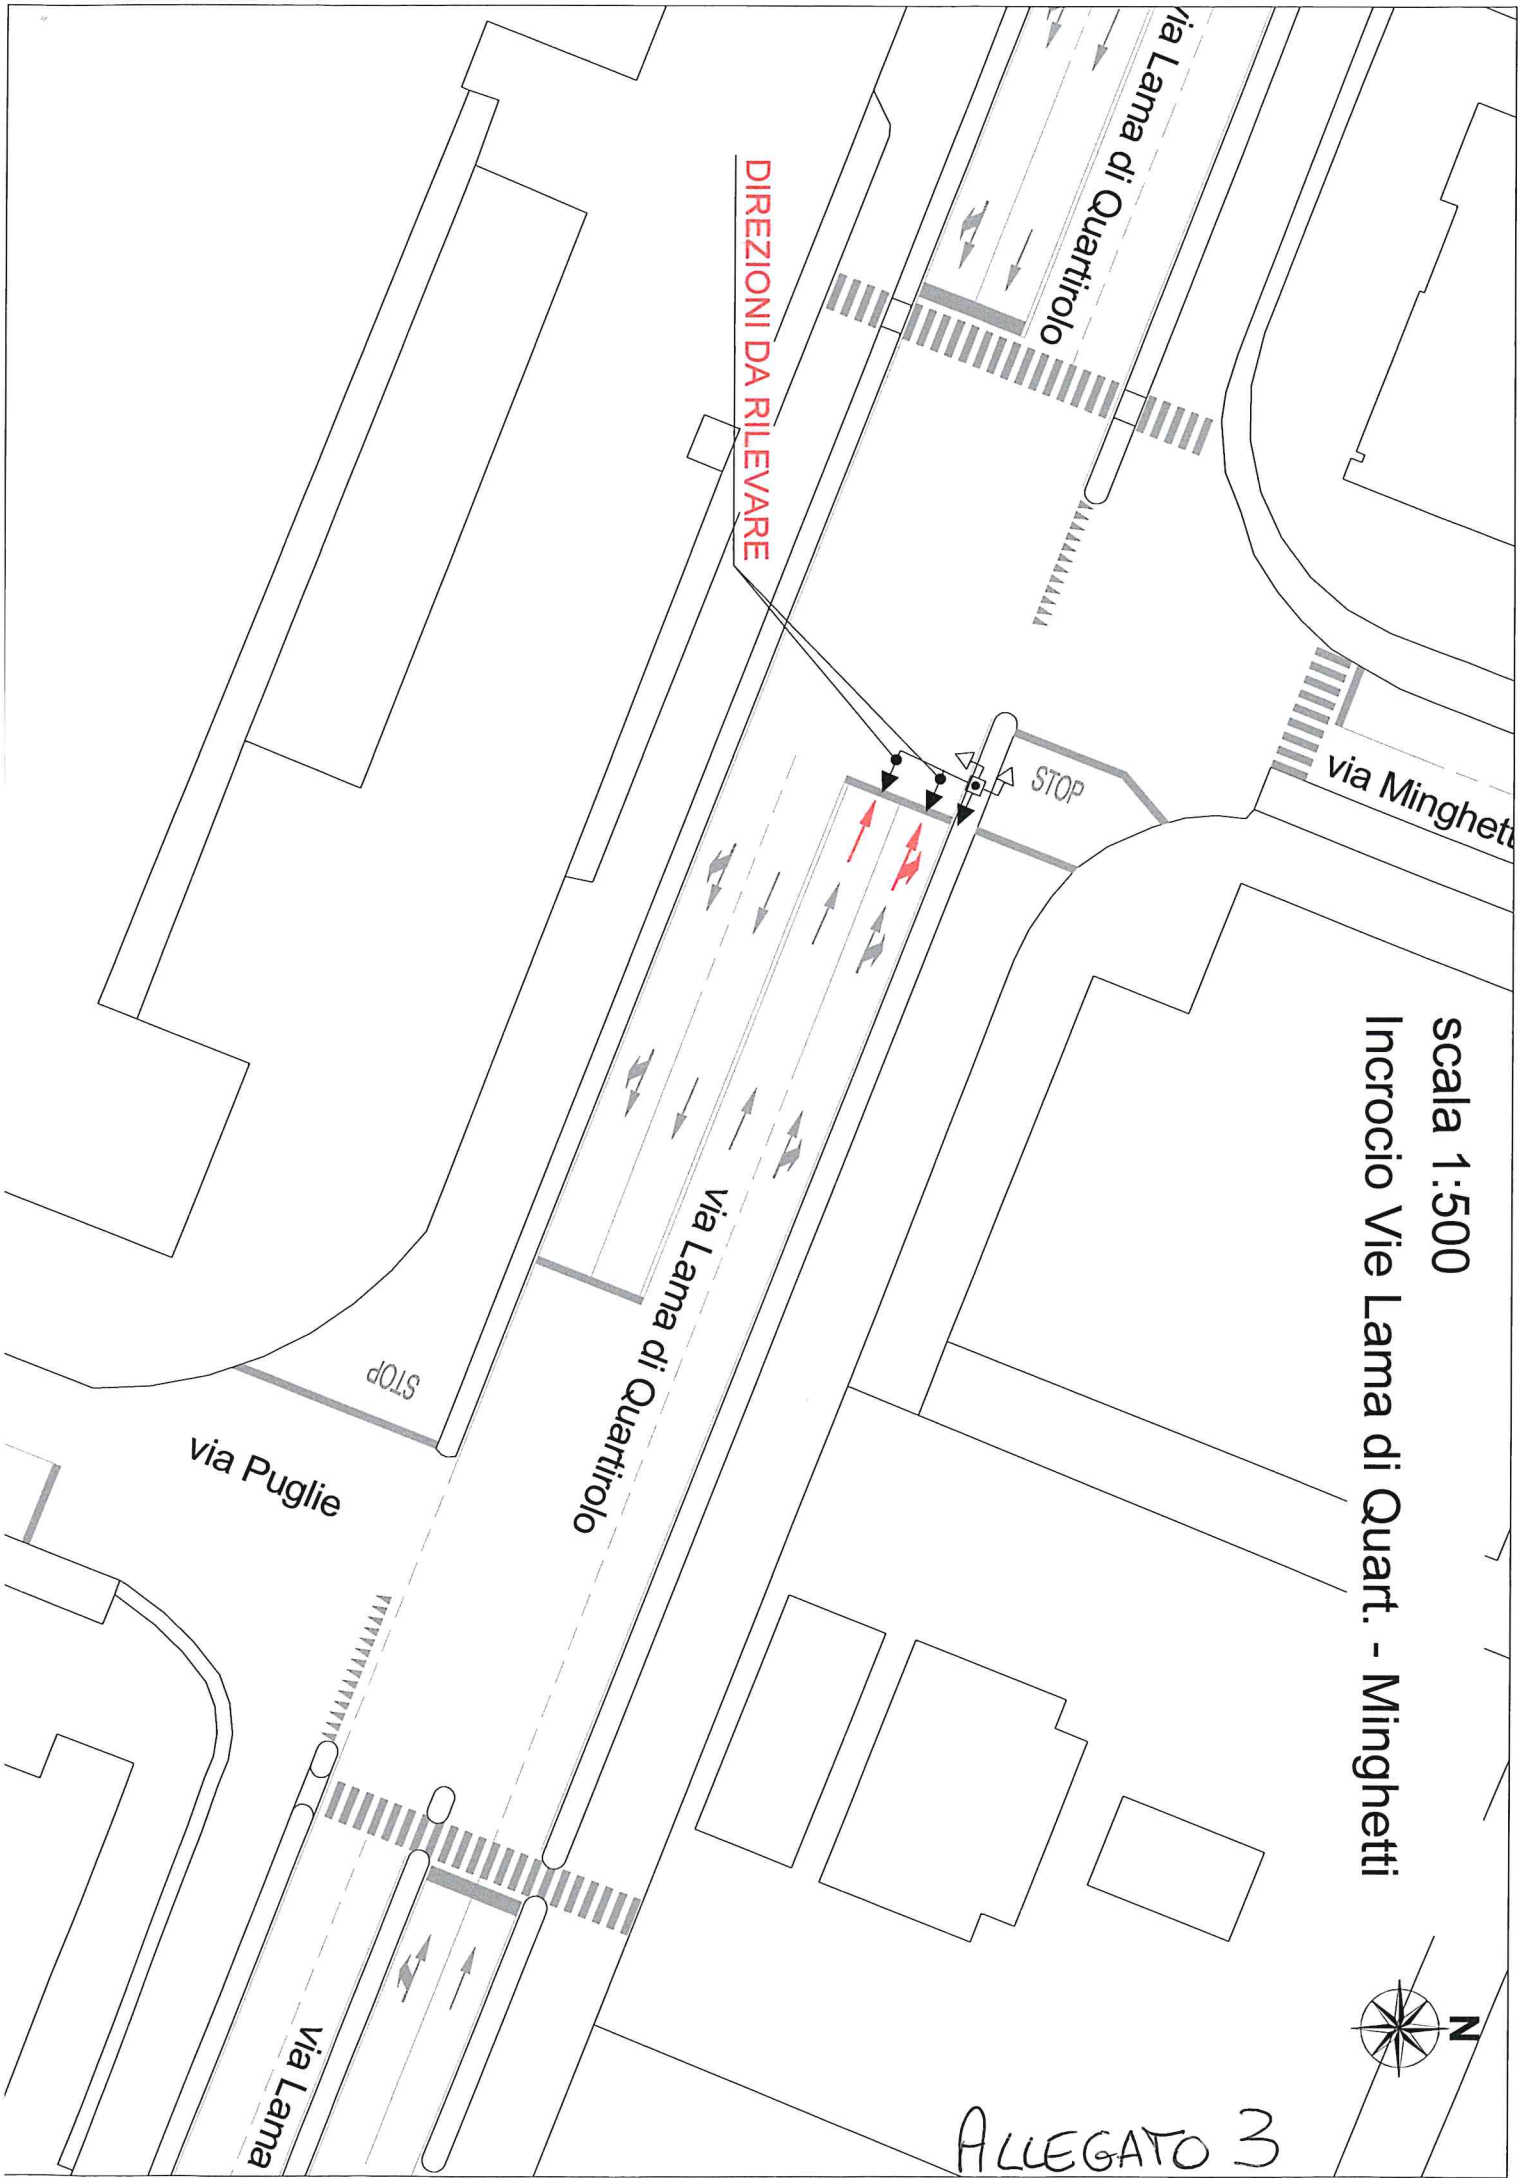 scala 1:500
Incrocio Vie Lama di Quart. - Minghetti
N
via Lama di Quartirolo
via Minghett
STOP
DIREZIONI DA RILEVARE
via Lama di Quartirolo
STOP
via Puglie
via Lama
ALLEGATO 3